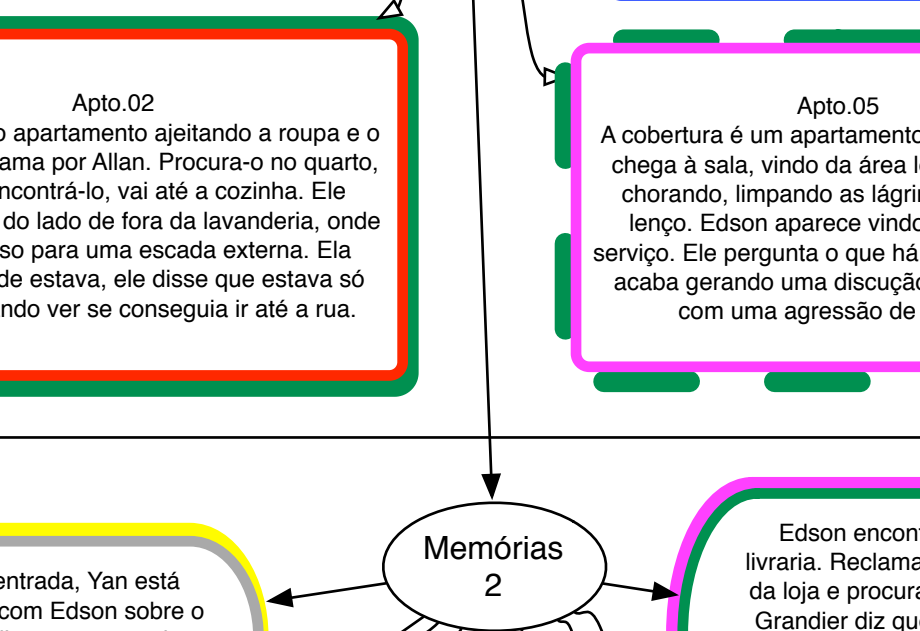 Apto.02
o apartamento ajeitando a roupa e o
ama por Allan. Procura-o no quarto,
ncontrá-lo, vai até a cozinha. Ele
do lado de fora da lavanderia, onde
so para uma escada externa. Ela
de estava, ele disse que estava só
ndo ver se conseguia ir até a rua.
Apto.05
A cobertura é um apartamento
chega à sala, vindo da área
chorando, limpando as lágri
lenço. Edson aparece vindo
serviço. Ele pergunta o que há
acaba gerando uma discução
com uma agressão de
Memórias
2
entrada, Yan está
com Edson sobre o
Edson encon
livraria. Reclama
da loja e procura
Grandier diz qu